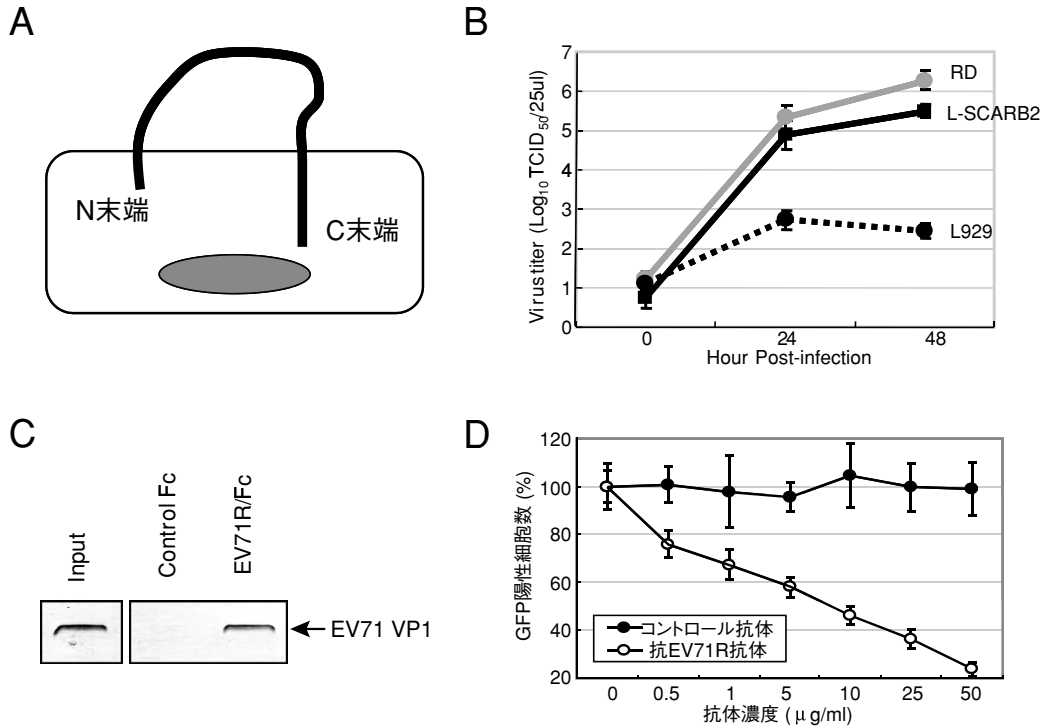 A
N末端
C末端
B
Virus titer (Log10 TCID50/25ul)
7
6
5
4
3
2
1
0
RD
L-SCARB2
L929
0
24
48
Hour Post-infection
C
Input
Control Fc
EV71R/Fc
EV71 VP1
D
GFP陽性細胞数 (%)
120
100
80
60
40
20
コントロール抗体
抗EV71R抗体
0
0.5
1
5
10
25
50
抗体濃度 (μg/ml)